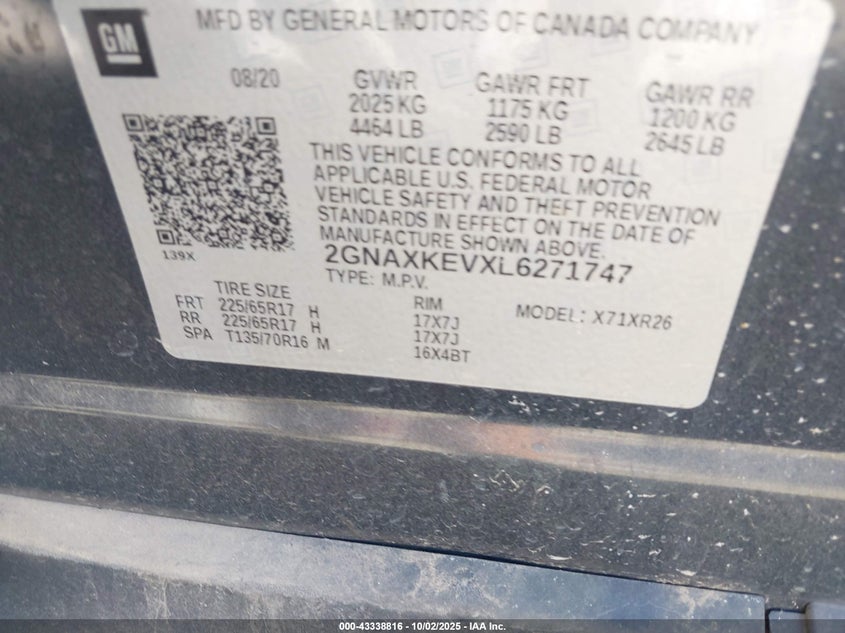 GM
MFD BY GENERAL MOTORS OF CANADA COMPANY
08/20 GVWR GAWR FRT GAWR RR
2025 KG 1175 KG 1200 KG
4464 LB 2590 LB 2645 LB
THIS VEHICLE CONFORMS TO ALL
APPLICABLE U.S. FEDERAL MOTOR
VEHICLE SAFETY AND THEFT PREVENTION
STANDARDS IN EFFECT ON THE DATE OF
MANUFACTURE SHOWN ABOVE.
139X
2GNAXKEVXL6271747
TYPE: M.P.V.
TIRE SIZE RIM MODEL: X71XR26
FRT 225/65R17 H 17X7J
RR 225/65R17 H 17X7J
SPA T135/70R16 M 16X4BT
000-43338816 - 10/02/2025 - IAA Inc.